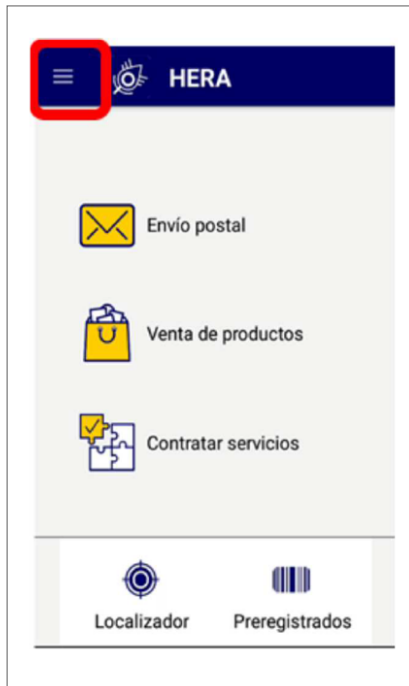 HERA
Envío postal
Venta de productos
Contratar servicios
Localizador Preregistrados